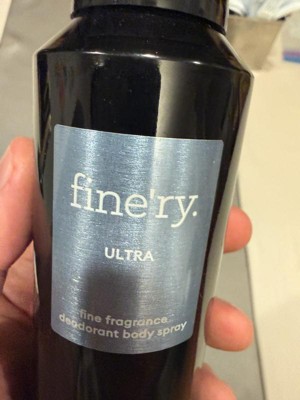 fine'ry.
ULTRA
fine fragrance
deodorant body spray